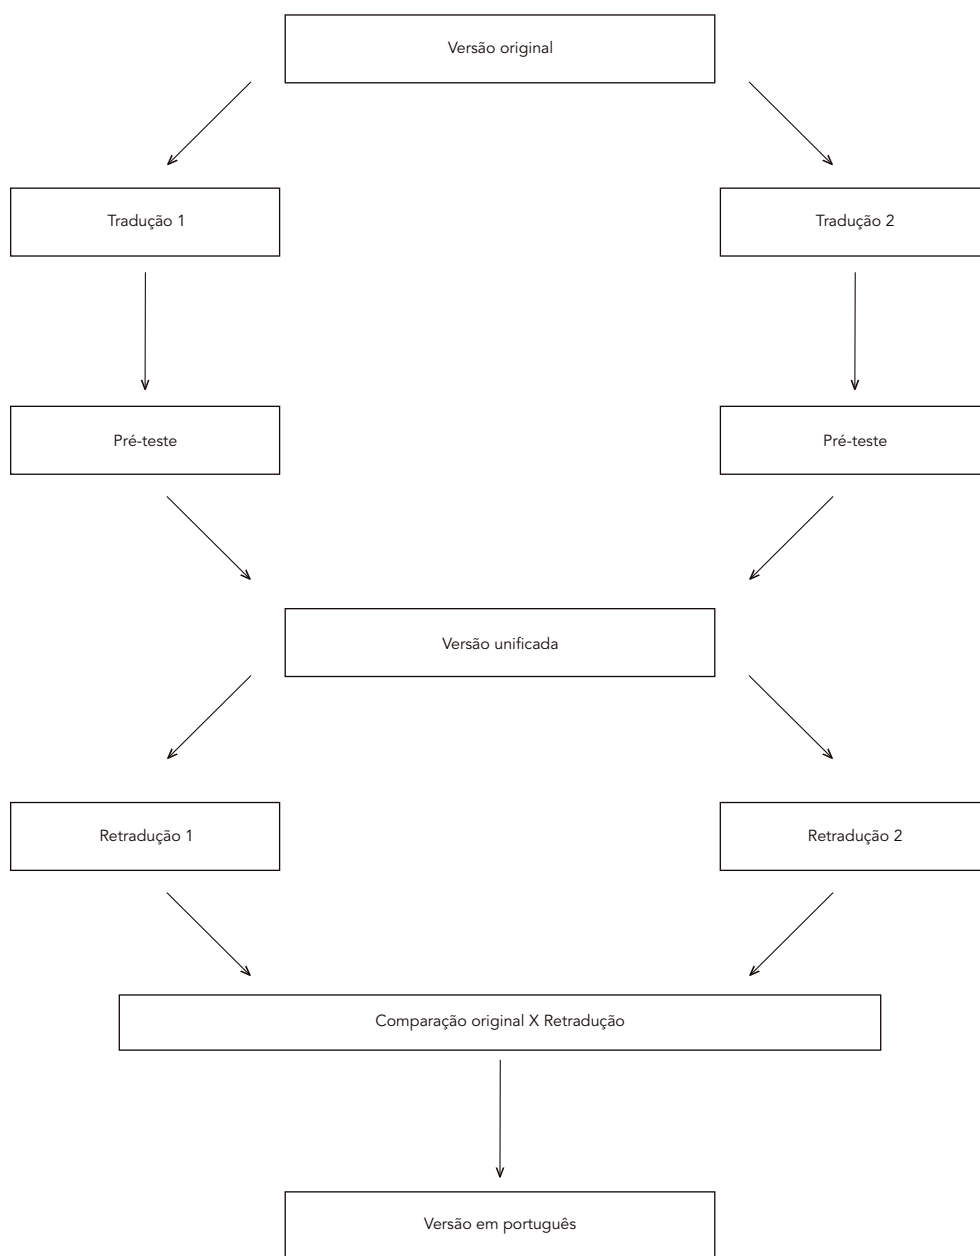 Versão original
Tradução 1
Tradução 2
Pré-teste
Pré-teste
Versão unificada
Retradução 1
Retradução 2
Comparação original X Retradução
Versão em português